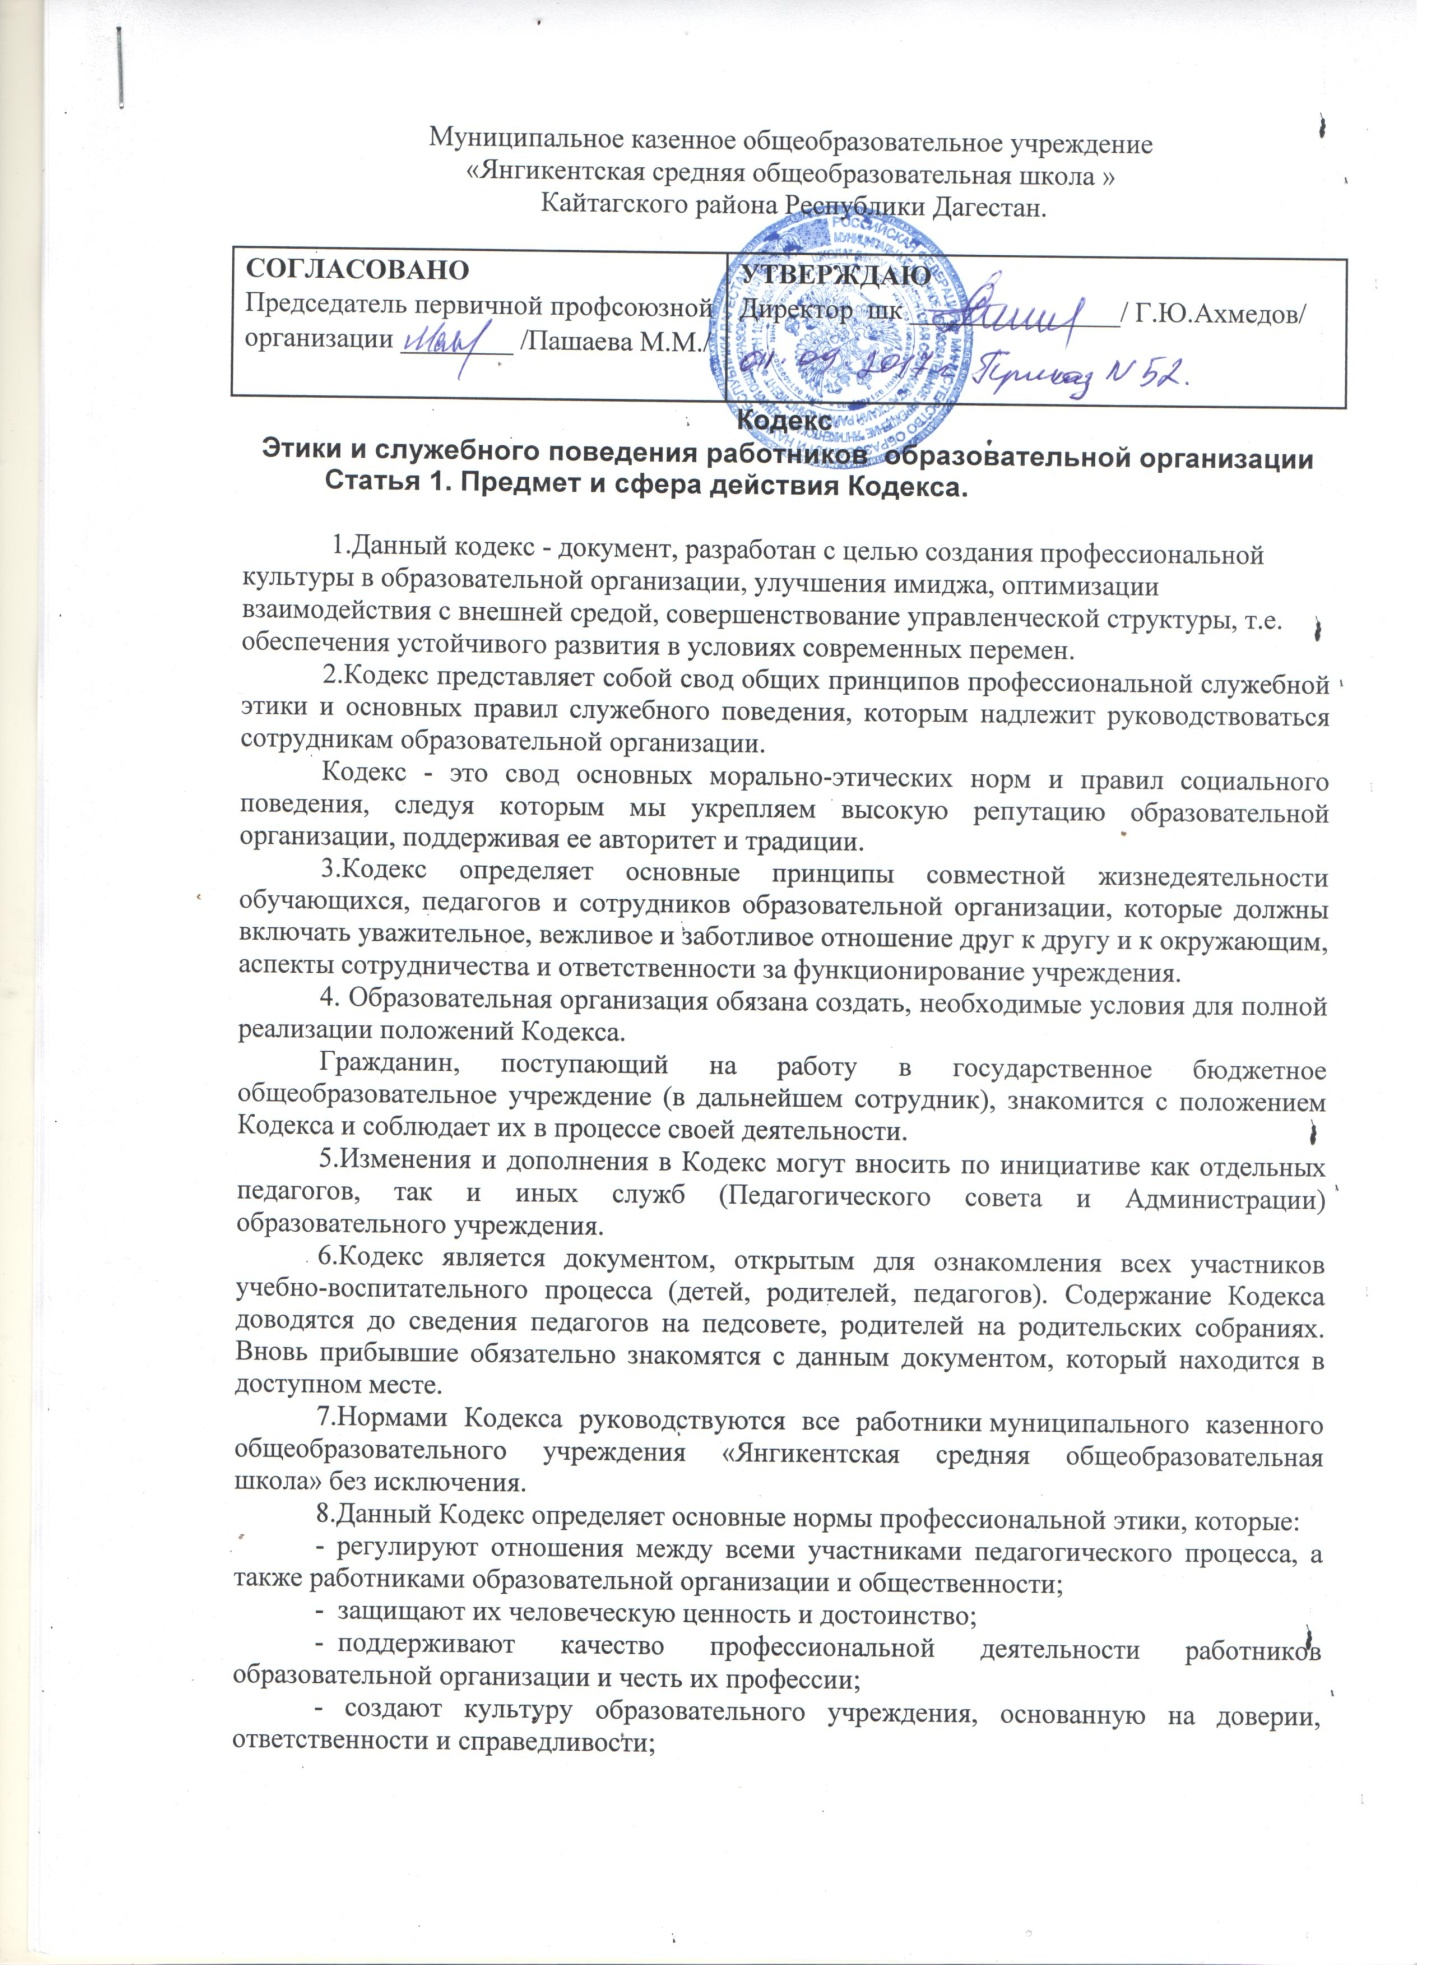 Муниципальное казенное общеобразовательное учреждение
«Янгикентская средняя общеобразовательная школа »
Кайтагского района Республики Дагестан.
СОГЛАСОВАНО
Председатель первичной профсоюзной
организации ________ /Пашаева М.М./
УТВЕРЖДАЮ
Директор шк _______________/ Г.Ю.Ахмедов/
09. 2017 г. Приказ N 52.
Кодекс
Этики и служебного поведения работников образовательной организации
Статья 1. Предмет и сфера действия Кодекса.
1.Данный кодекс - документ, разработан с целью создания профессиональной
культуры в образовательной организации, улучшения имиджа, оптимизации
взаимодействия с внешней средой, совершенствование управленческой структуры, т.е.
обеспечения устойчивого развития в условиях современных перемен.
2.Кодекс представляет собой свод общих принципов профессиональной служебной
этики и основных правил служебного поведения, которым надлежит руководствоваться
сотрудникам образовательной организации.
Кодекс - это свод основных морально-этических норм и правил социального
поведения, следуя которым мы укрепляем высокую репутацию образовательной
организации, поддерживая ее авторитет и традиции.
3.Кодекс определяет основные принципы совместной жизнедеятельности
обучающихся, педагогов и сотрудников образовательной организации, которые должны
включать уважительное, вежливое и заботливое отношение друг к другу и к окружающим,
аспекты сотрудничества и ответственности за функционирование учреждения.
4. Образовательная организация обязана создать, необходимые условия для полной
реализации положений Кодекса.
Гражданин, поступающий на работу в государственное бюджетное
общеобразовательное учреждение (в дальнейшем сотрудник), знакомится с положением
Кодекса и соблюдает их в процессе своей деятельности.
5.Изменения и дополнения в Кодекс могут вносить по инициативе как отдельных
педагогов, так и иных служб (Педагогического совета и Администрации)
образовательного учреждения.
6.Кодекс является документом, открытым для ознакомления всех участников
учебно-воспитательного процесса (детей, родителей, педагогов). Содержание Кодекса
доводятся до сведения педагогов на педсовете, родителей на родительских собраниях.
Вновь прибывшие обязательно знакомятся с данным документом, который находится в
доступном месте.
7.Нормами Кодекса руководствуются все работники муниципального казенного
общеобразовательного учреждения «Янгикентская средняя общеобразовательная
школа» без исключения.
8.Данный Кодекс определяет основные нормы профессиональной этики, которые:
- регулируют отношения между всеми участниками педагогического процесса, а
также работниками образовательной организации и общественности;
- защищают их человеческую ценность и достоинство;
- поддерживают качество профессиональной деятельности работников
образовательной организации и честь их профессии;
- создают культуру образовательного учреждения, основанную на доверии,
ответственности и справедливости;